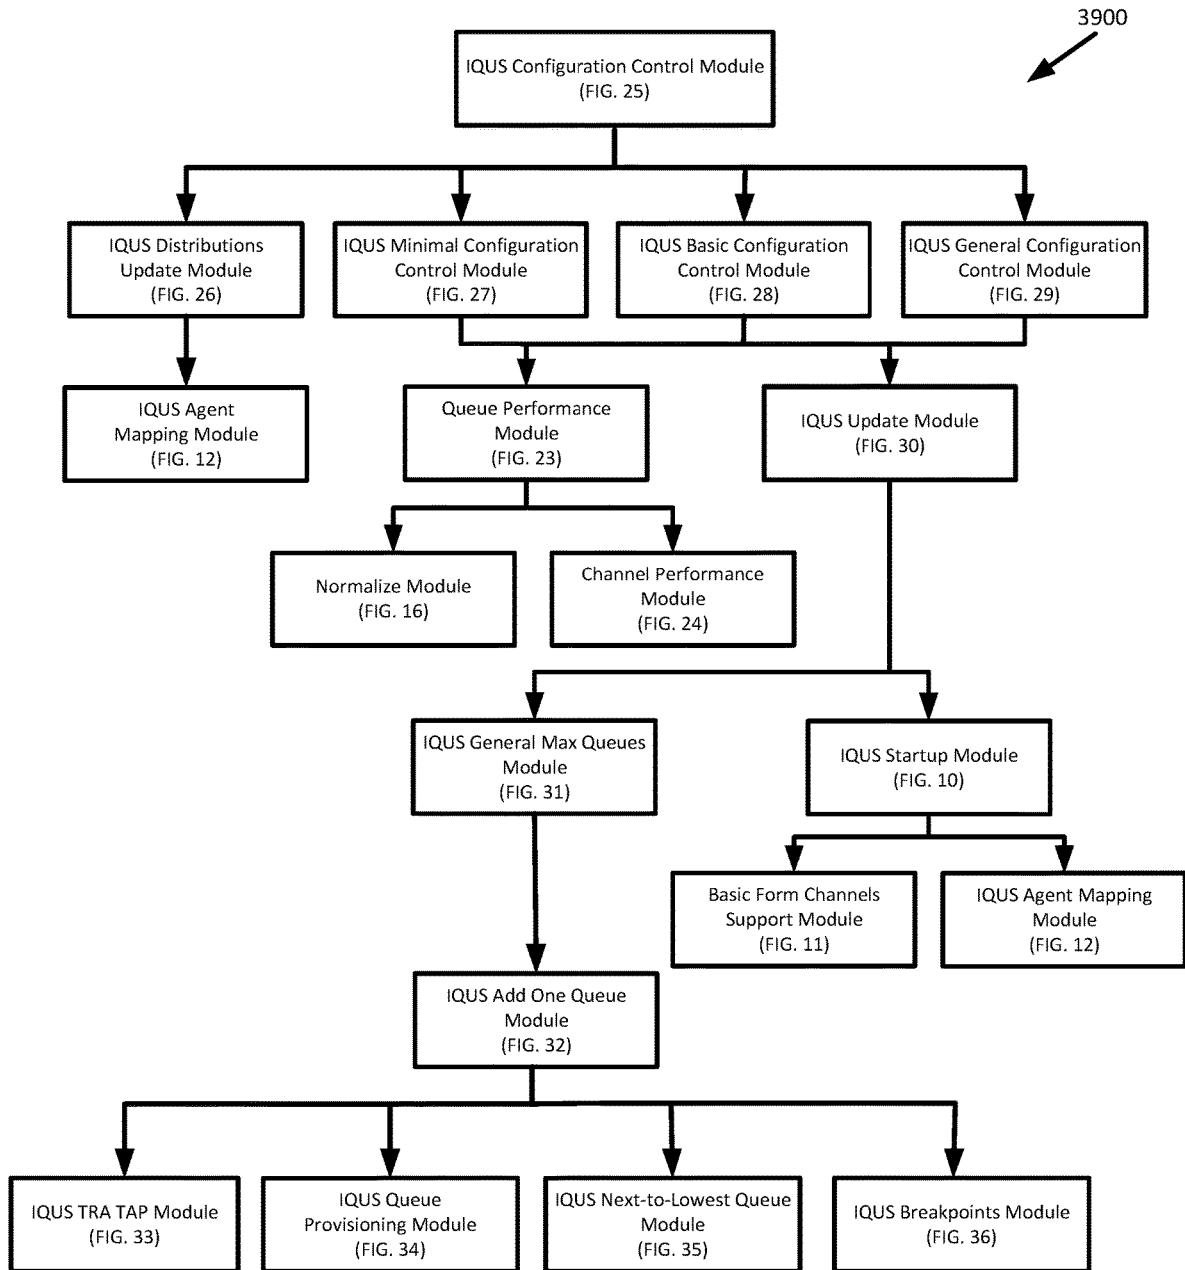 3900
IQUS Configuration Control Module
(FIG. 25)
IQUS Distributions
Update Module
(FIG. 26)
IQUS Minimal Configuration
Control Module
(FIG. 27)
IQUS Basic Configuration
Control Module
(FIG. 28)
IQUS General Configuration
Control Module
(FIG. 29)
IQUS Agent
Mapping Module
(FIG. 12)
Queue Performance
Module
(FIG. 23)
IQUS Update Module
(FIG. 30)
Normalize Module
(FIG. 16)
Channel Performance
Module
(FIG. 24)
IQUS General Max Queues
Module
(FIG. 31)
IQUS Startup Module
(FIG. 10)
Basic Form Channels
Support Module
(FIG. 11)
IQUS Agent Mapping
Module
(FIG. 12)
IQUS Add One Queue
Module
(FIG. 32)
IQUS TRA TAP Module
(FIG. 33)
IQUS Queue
Provisioning Module
(FIG. 34)
IQUS Next-to-Lowest Queue
Module
(FIG. 35)
IQUS Breakpoints Module
(FIG. 36)